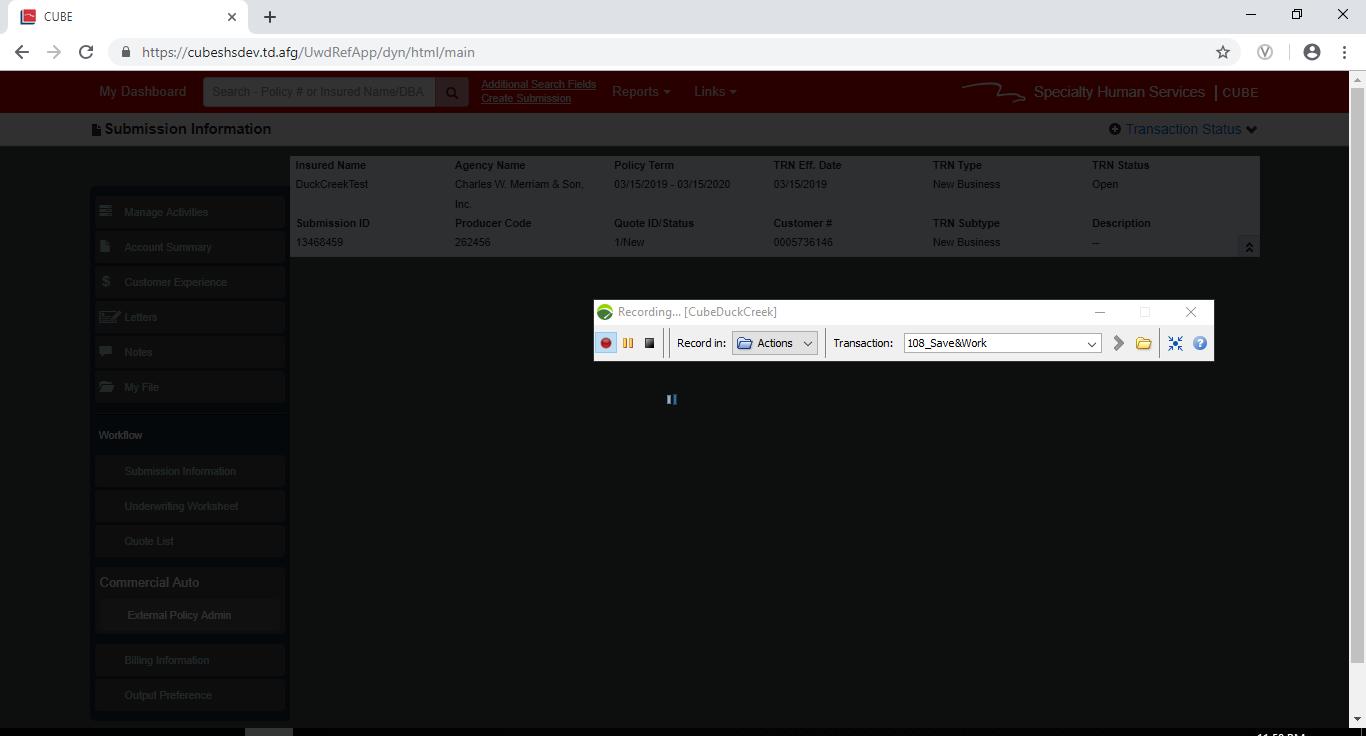 CUBE
https://cubeshsdev.td.afg/UwdRefApp/dyn/html/main
My Dashboard
Search - Policy # or Insured Name/DBA
Additional Search Fields
Create Submission
Reports
Links
Specialty Human Services | CUBE
Submission Information
Transaction Status
Insured Name Agency Name Policy Term TRN Eff. Date TRN Type TRN Status
DuckCreekTest Charles W. Merriam & Son, Inc. 03/15/2019 - 03/15/2020 03/15/2019 New Business Open
Submission ID Producer Code Quote ID/Status Customer # TRN Subtype Description
13468459 262456 1/New 0005736146 New Business --
Manage Activities
Account Summary
Customer Experience
Letters
Notes
My File
Workflow
Submission Information
Underwriting Worksheet
Quote List
Commercial Auto
External Policy Admin
Billing Information
Output Preference
Recording... [CubeDuckCreek]
Record in: Actions Transaction: 108_Save&Work